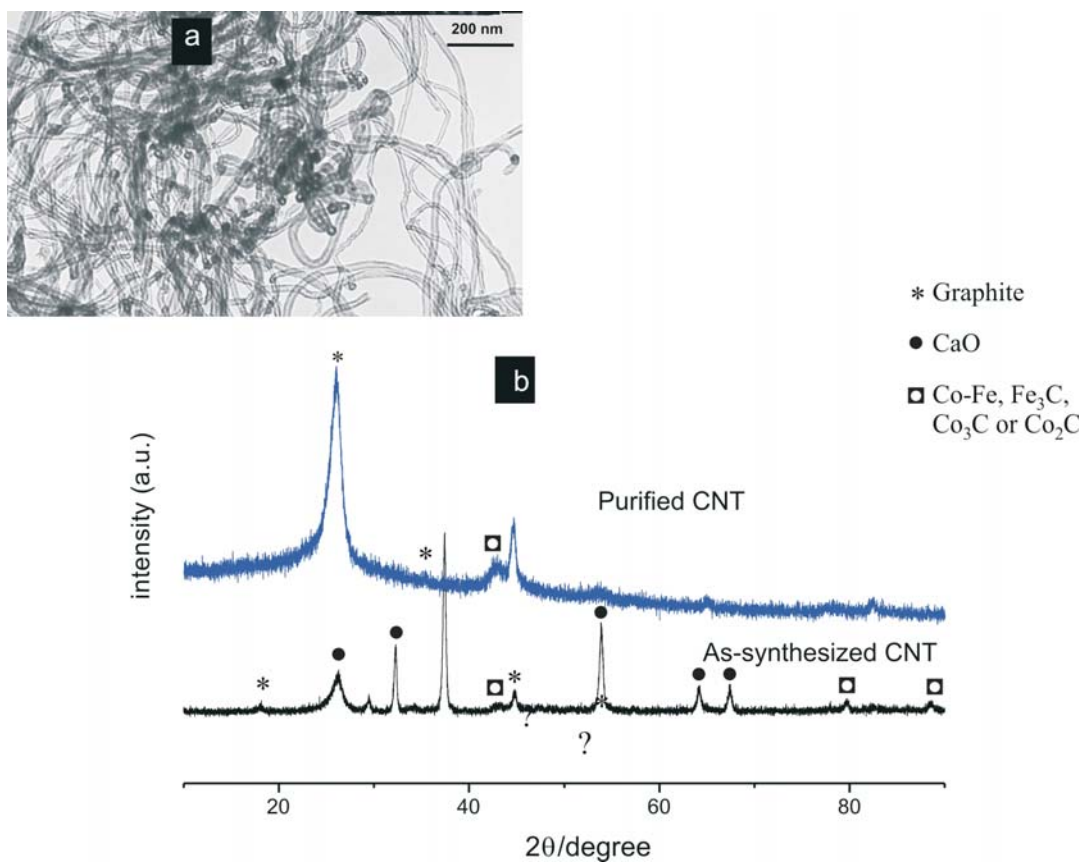 a
200 nm
* Graphite
● CaO
◘ Co-Fe, Fe₃C,
Co₃C or Co₂C
b
*
Purified CNT
*
intensity (a.u.)
As-synthesized CNT
*
*
*
?
?
20
40
60
80
2θ/degree